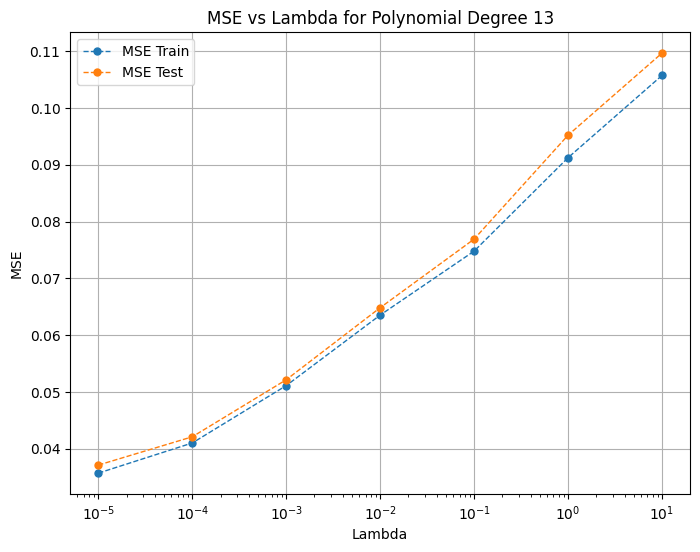 MSE vs Lambda for Polynomial Degree 13
MSE Train
MSE Test
0.11
0.10
0.09
0.08
0.07
0.06
0.05
0.04
MSE
10⁻⁵ 10⁻⁴ 10⁻³ 10⁻² 10⁻¹ 10⁰ 10¹
Lambda